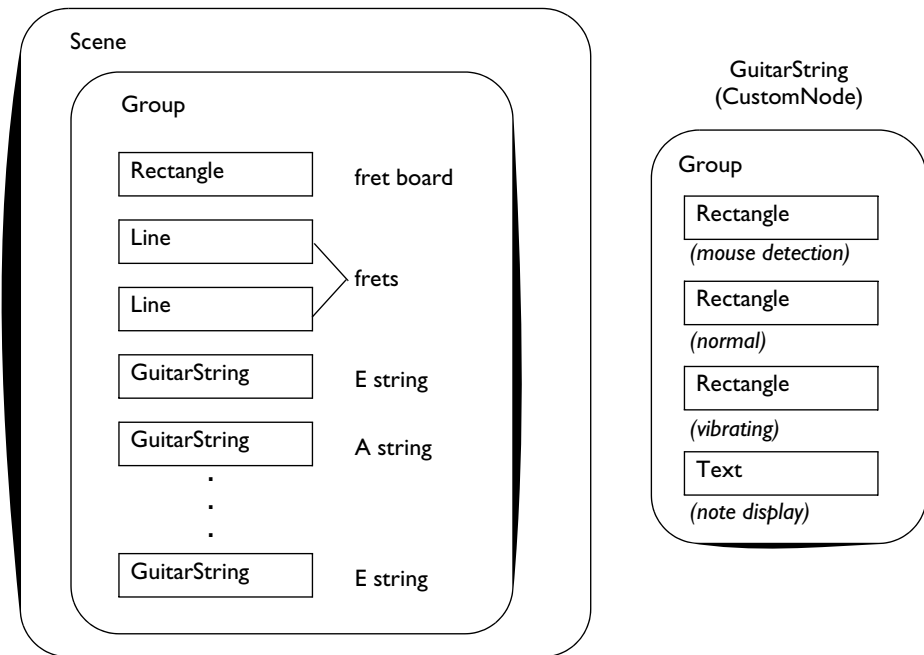 Scene
Group
Rectangle fret board
Line
frets
Line
GuitarString E string
GuitarString A string
.
.
.
GuitarString E string
GuitarString
(CustomNode)
Group
Rectangle
(mouse detection)
Rectangle
(normal)
Rectangle
(vibrating)
Text
(note display)